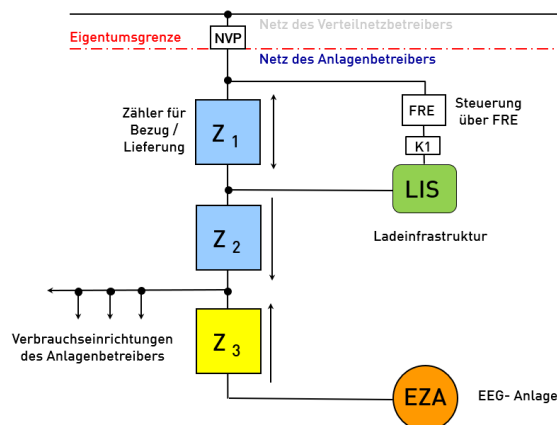 Netz des Verteilnetzbetreibers
Eigentumsgrenze
NVP
Netz des Anlagenbetreibers
Zähler für
Bezug /
Lieferung
Z 1
FRE
Steuerung
über FRE
K1
LIS
Ladeinfrastruktur
Z 2
Verbrauchseinrichtungen
des Anlagenbetreibers
Z 3
EZA
EEG- Anlage